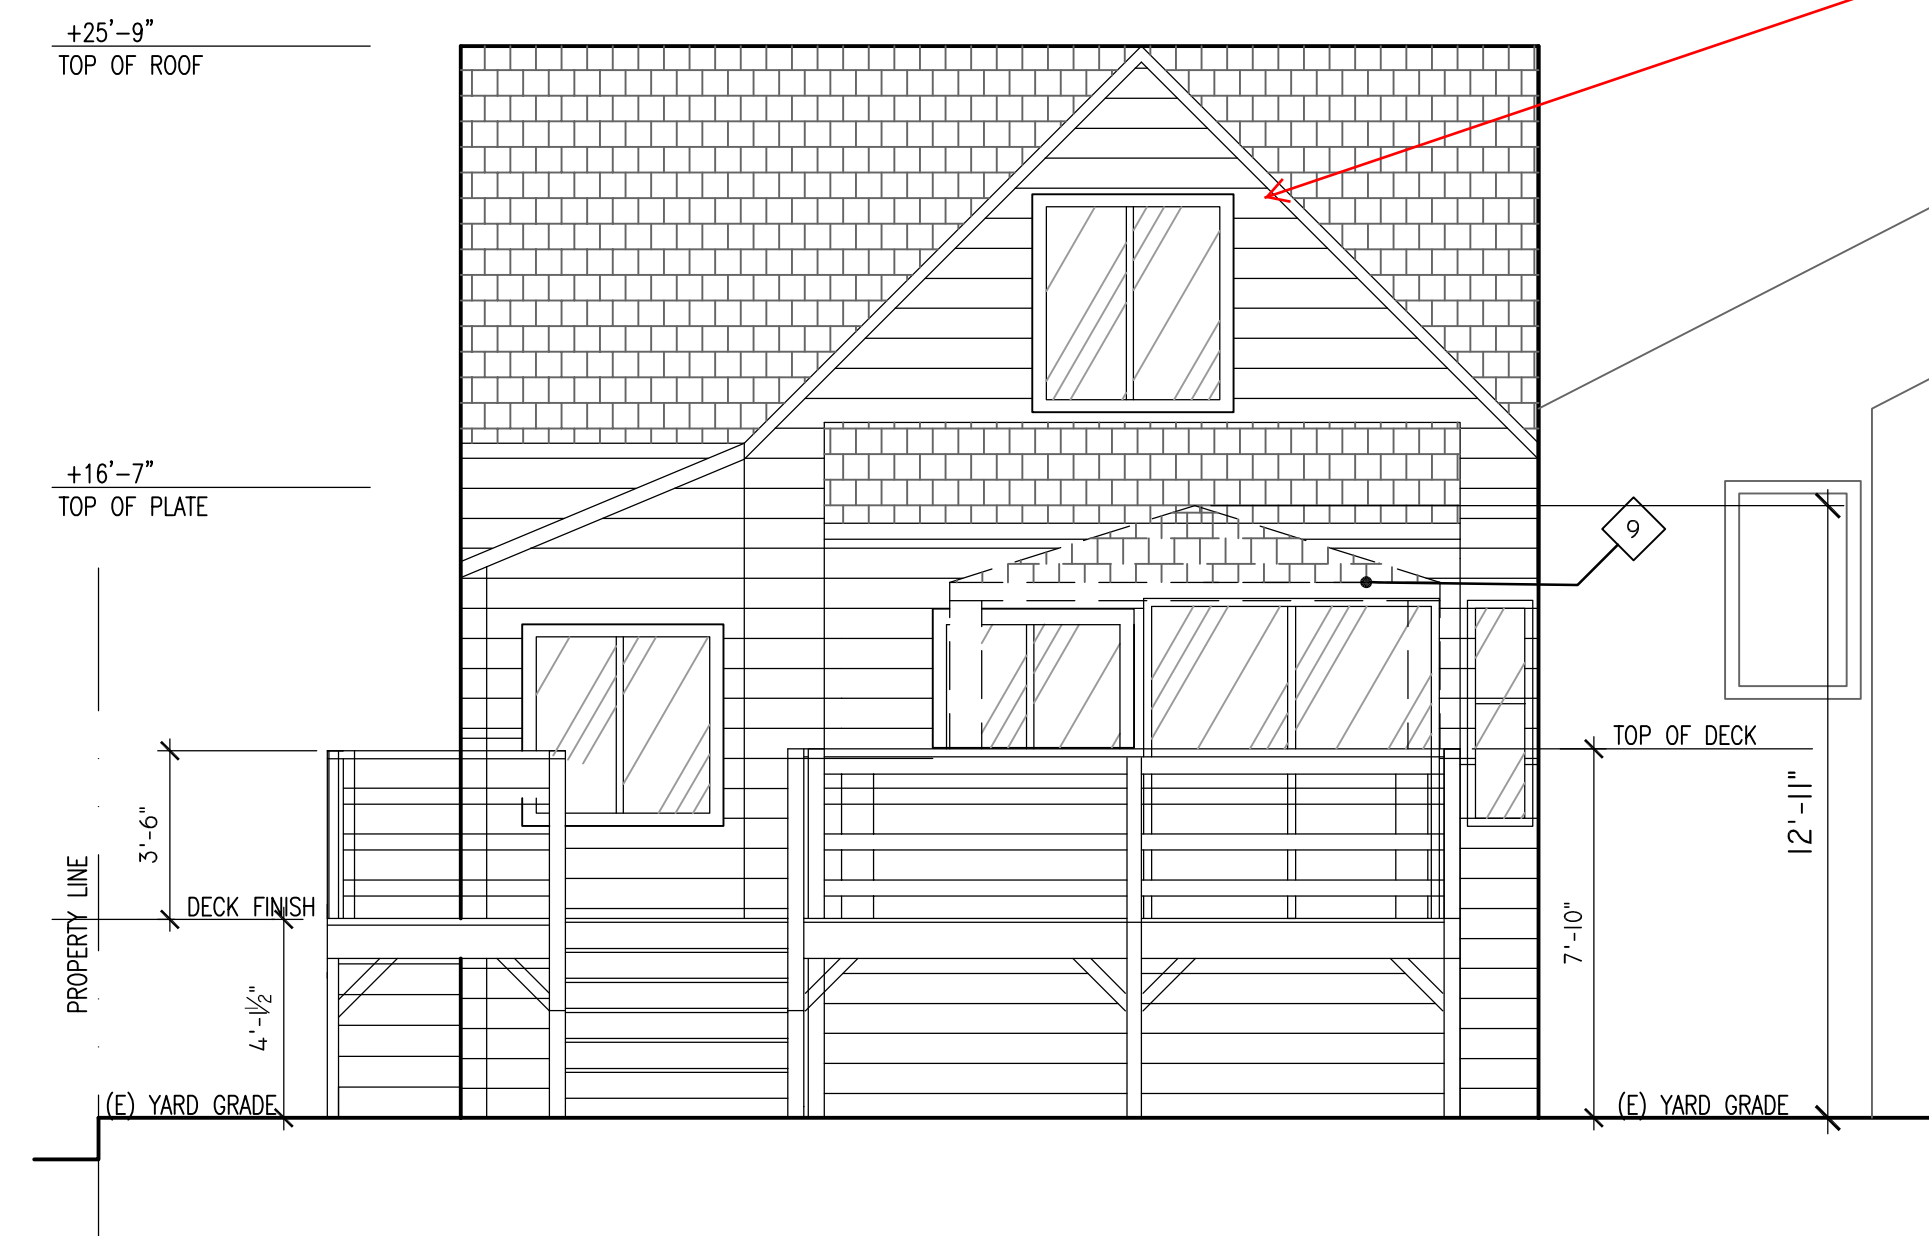 +25'-9"
TOP OF ROOF
+16'-7"
TOP OF PLATE
9
TOP OF DECK
12'-11"
3'-6"
DECK FINISH
PROPERTY LINE
7'-10"
4'-1½"
(E) YARD GRADE
(E) YARD GRADE